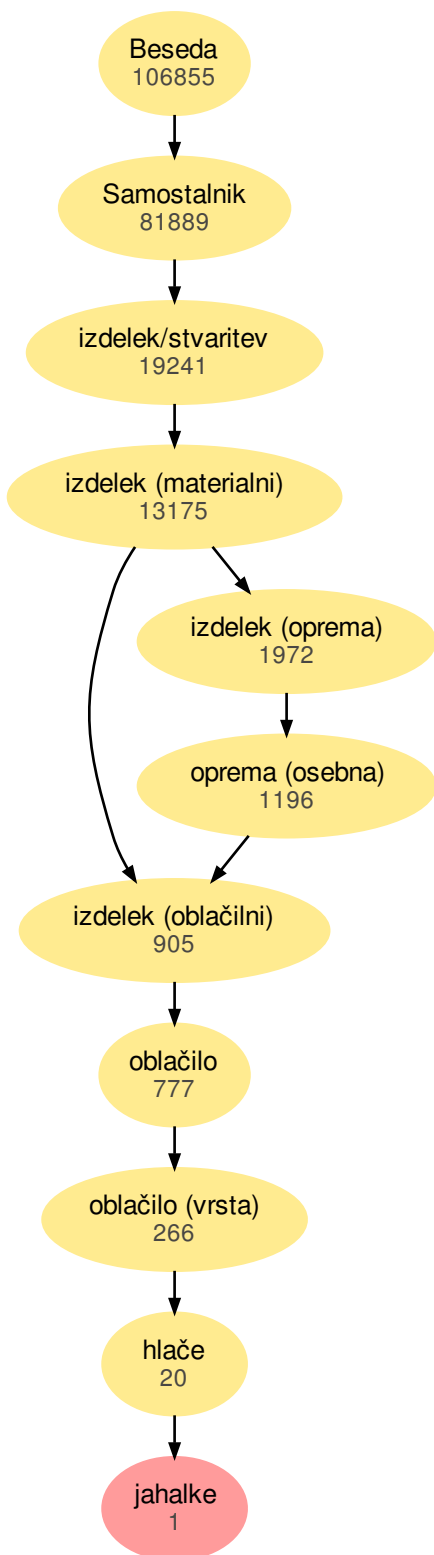 Beseda
106855
Samostalnik
81889
izdelek/stvaritev
19241
izdelek (materialni)
13175
izdelek (oprema)
1972
oprema (osebna)
1196
izdelek (oblačilni)
905
oblačilo
777
oblačilo (vrsta)
266
hlače
20
jahalke
1